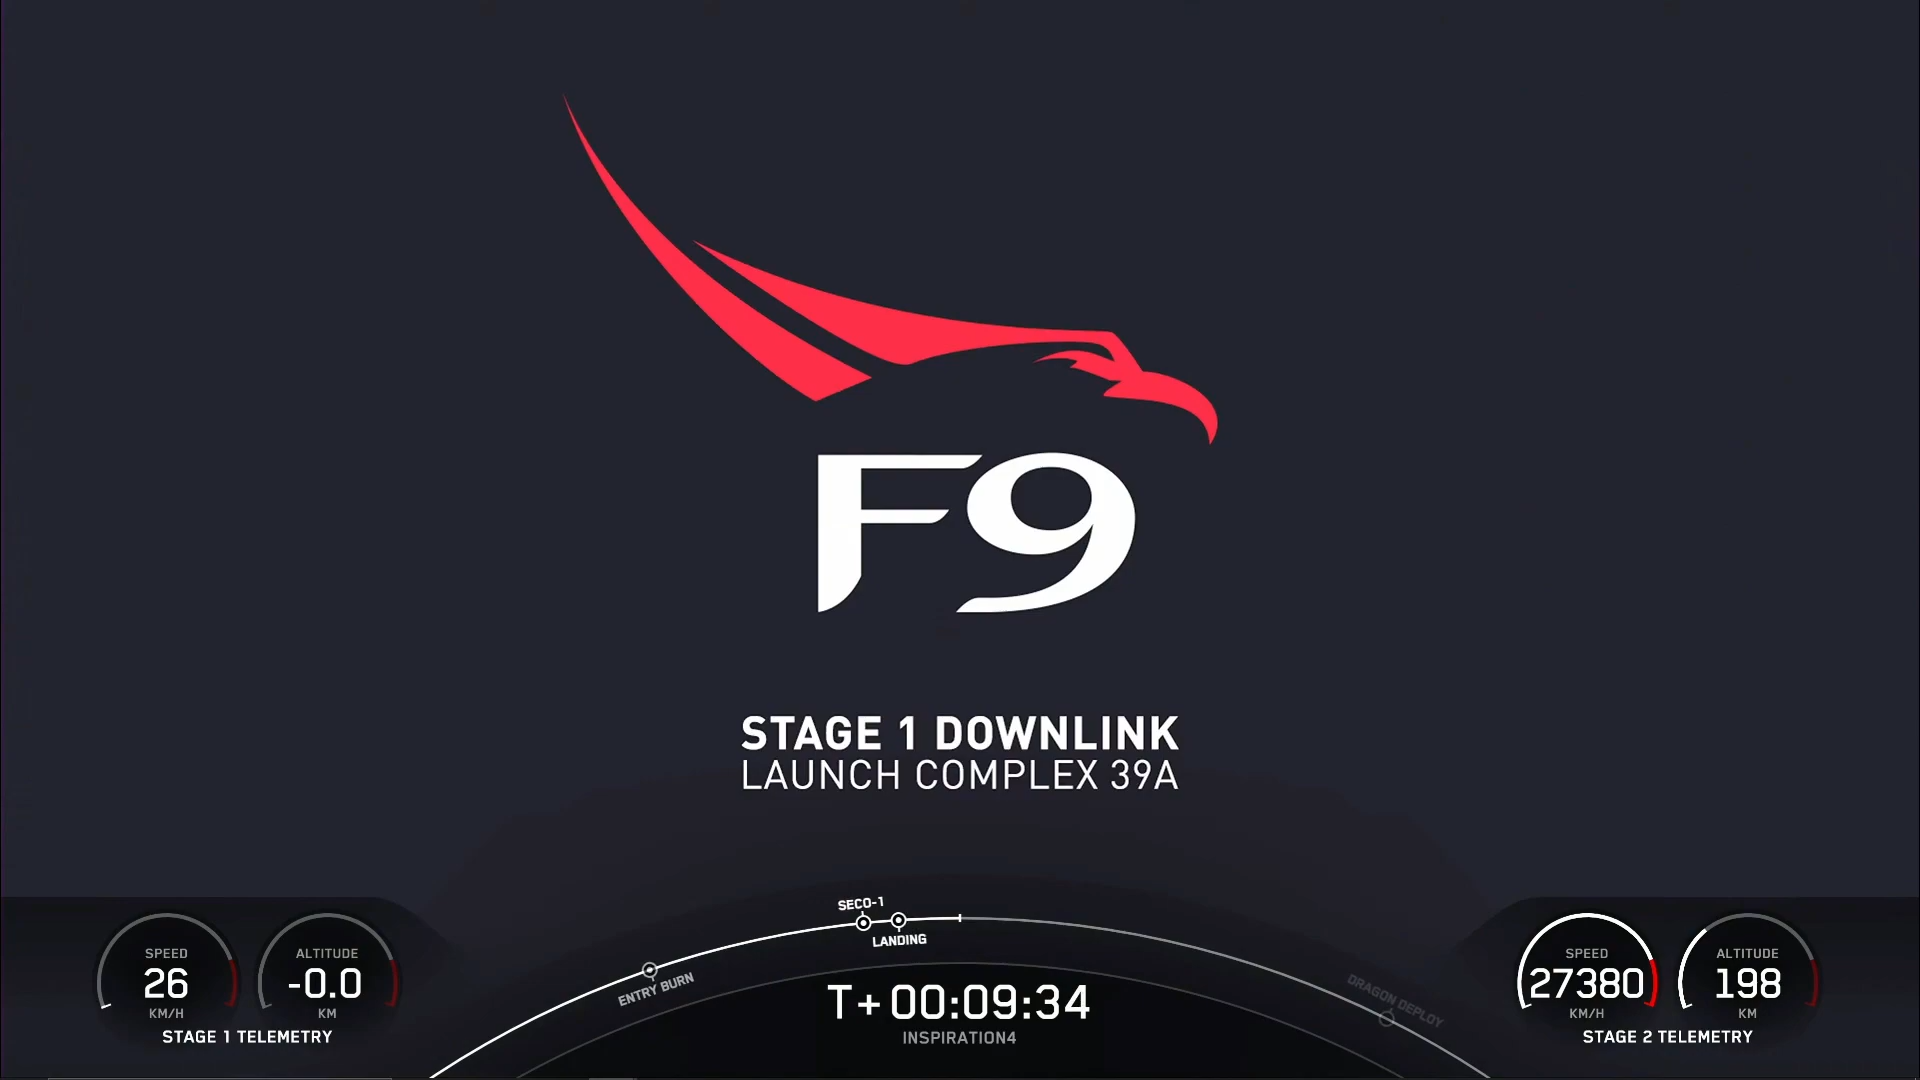 F9
STAGE 1 DOWNLINK
LAUNCH COMPLEX 39A
SPEED
26
KM/H
ALTITUDE
-0.0
KM
STAGE 1 TELEMETRY
ENTRY BURN
SECO-1
LANDING
DRAGON DEPLOY
T+00:09:34
INSPIRATION4
SPEED
27380
KM/H
ALTITUDE
198
KM
STAGE 2 TELEMETRY